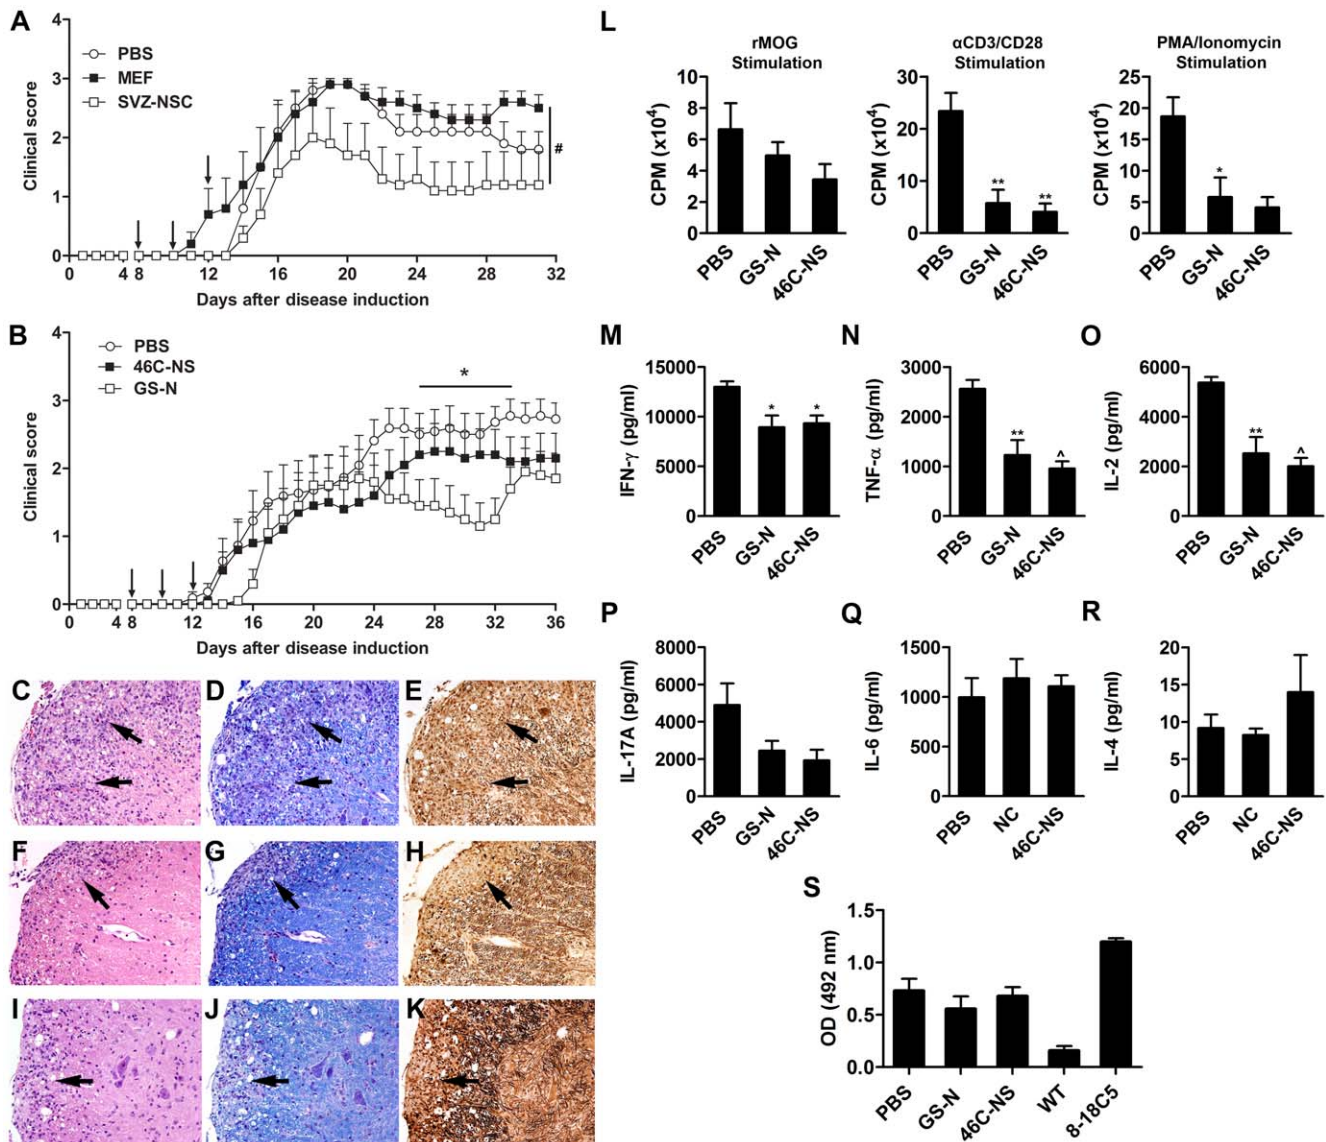 A
4
3
2
1
0
Clinical score
PBS
MEF
SVZ-NSC
#
0 4 8 12 16 20 24 28 32
Days after disease induction
B
4
3
2
1
0
Clinical score
PBS
46C-NS
GS-N
*
0 4 8 12 16 20 24 28 32 36
Days after disease induction
C D E
F G H
I J K
L
rMOG
Stimulation
10
8
6
4
2
0
CPM (x10⁴)
PBS GS-N 46C-NS
αCD3/CD28
Stimulation
30
20
10
0
CPM (x10⁴)
** **
PBS GS-N 46C-NS
PMA/Ionomycin
Stimulation
25
20
15
10
5
0
CPM (x10⁴)
*
PBS GS-N 46C-NS
M
15000
10000
5000
0
IFN-γ (pg/ml)
* *
PBS GS-N 46C-NS
N
3000
2000
1000
0
TNF-α (pg/ml)
** ^
PBS GS-N 46C-NS
O
6000
4000
2000
0
IL-2 (pg/ml)
** ^
PBS GS-N 46C-NS
P
8000
6000
4000
2000
0
IL-17A (pg/ml)
PBS GS-N 46C-NS
Q
1500
1000
500
0
IL-6 (pg/ml)
PBS NC 46C-NS
R
20
15
10
5
0
IL-4 (pg/ml)
PBS NC 46C-NS
S
1.5
1.0
0.5
0.0
OD (492 nm)
PBS GS-N 46C-NS WT 8-18C5